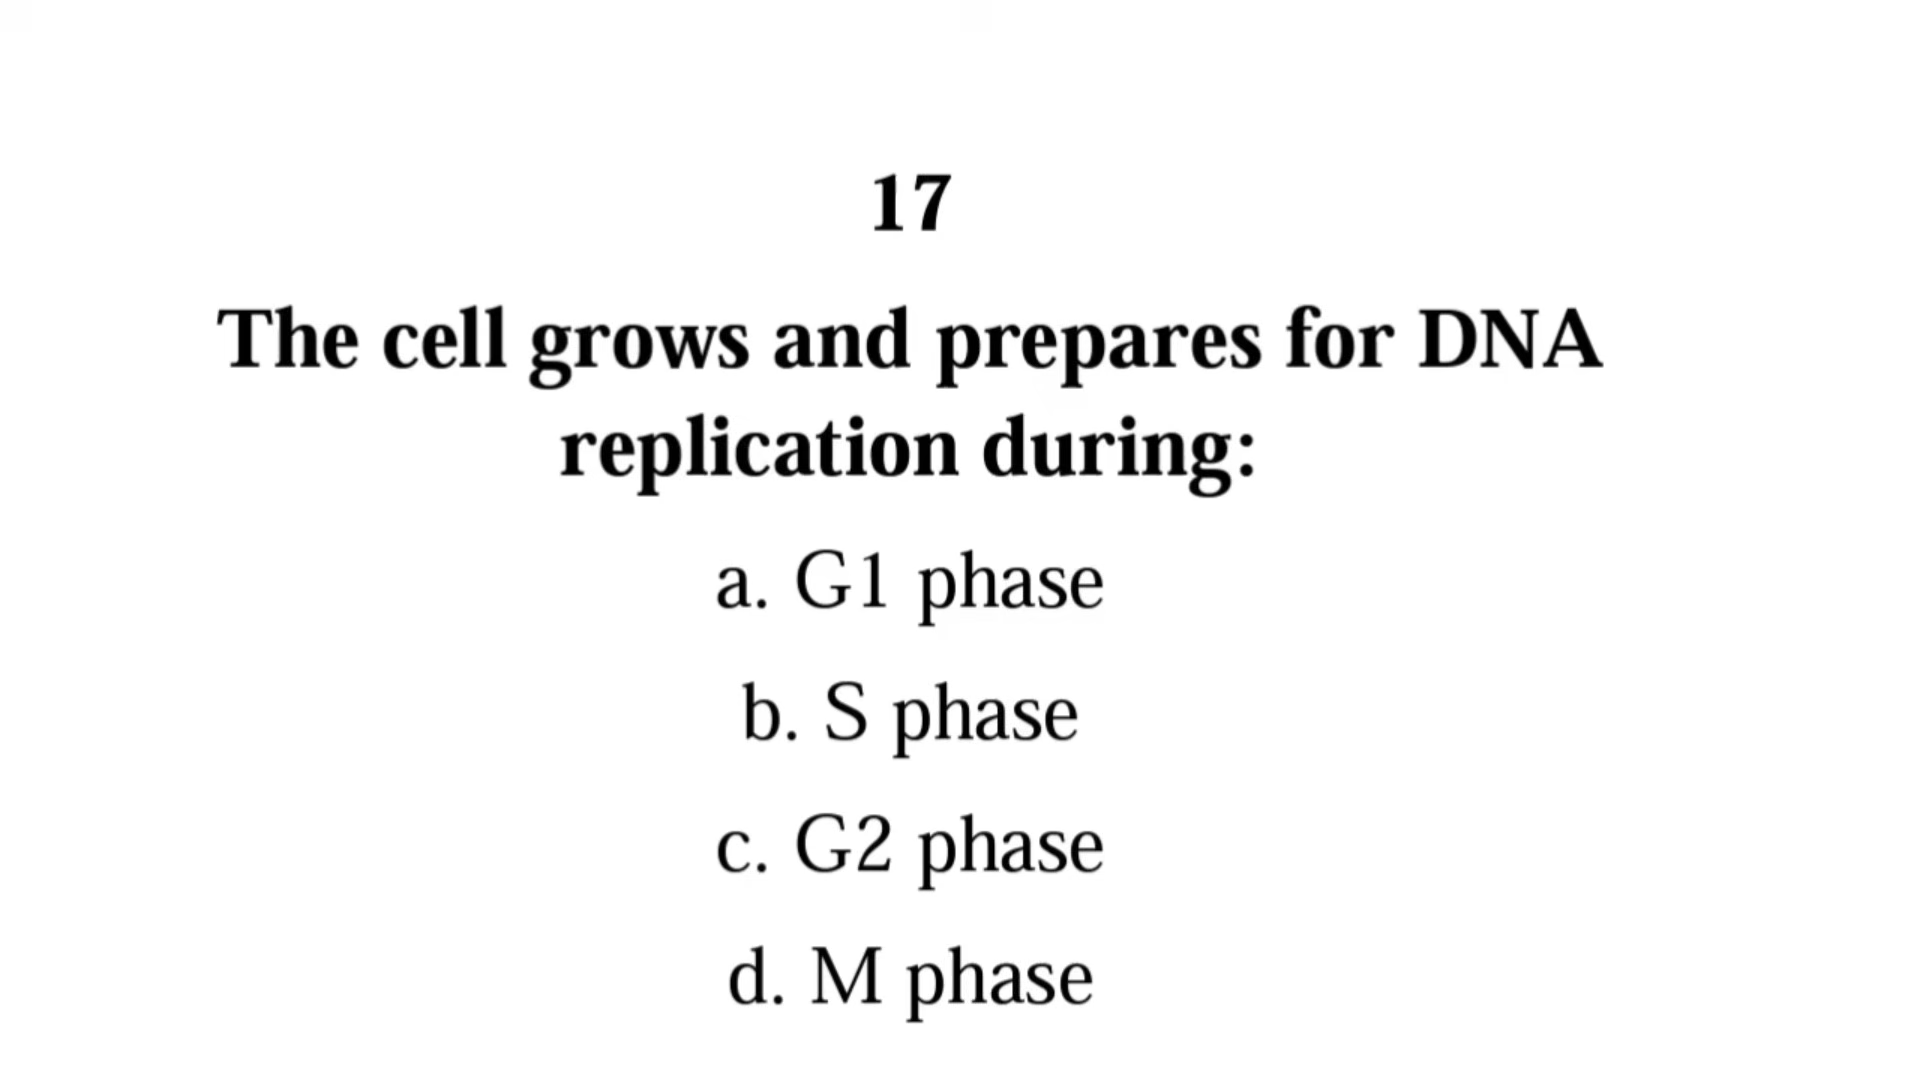 17
The cell grows and prepares for DNA
replication during:
a. G1 phase
b. S phase
c. G2 phase
d. M phase